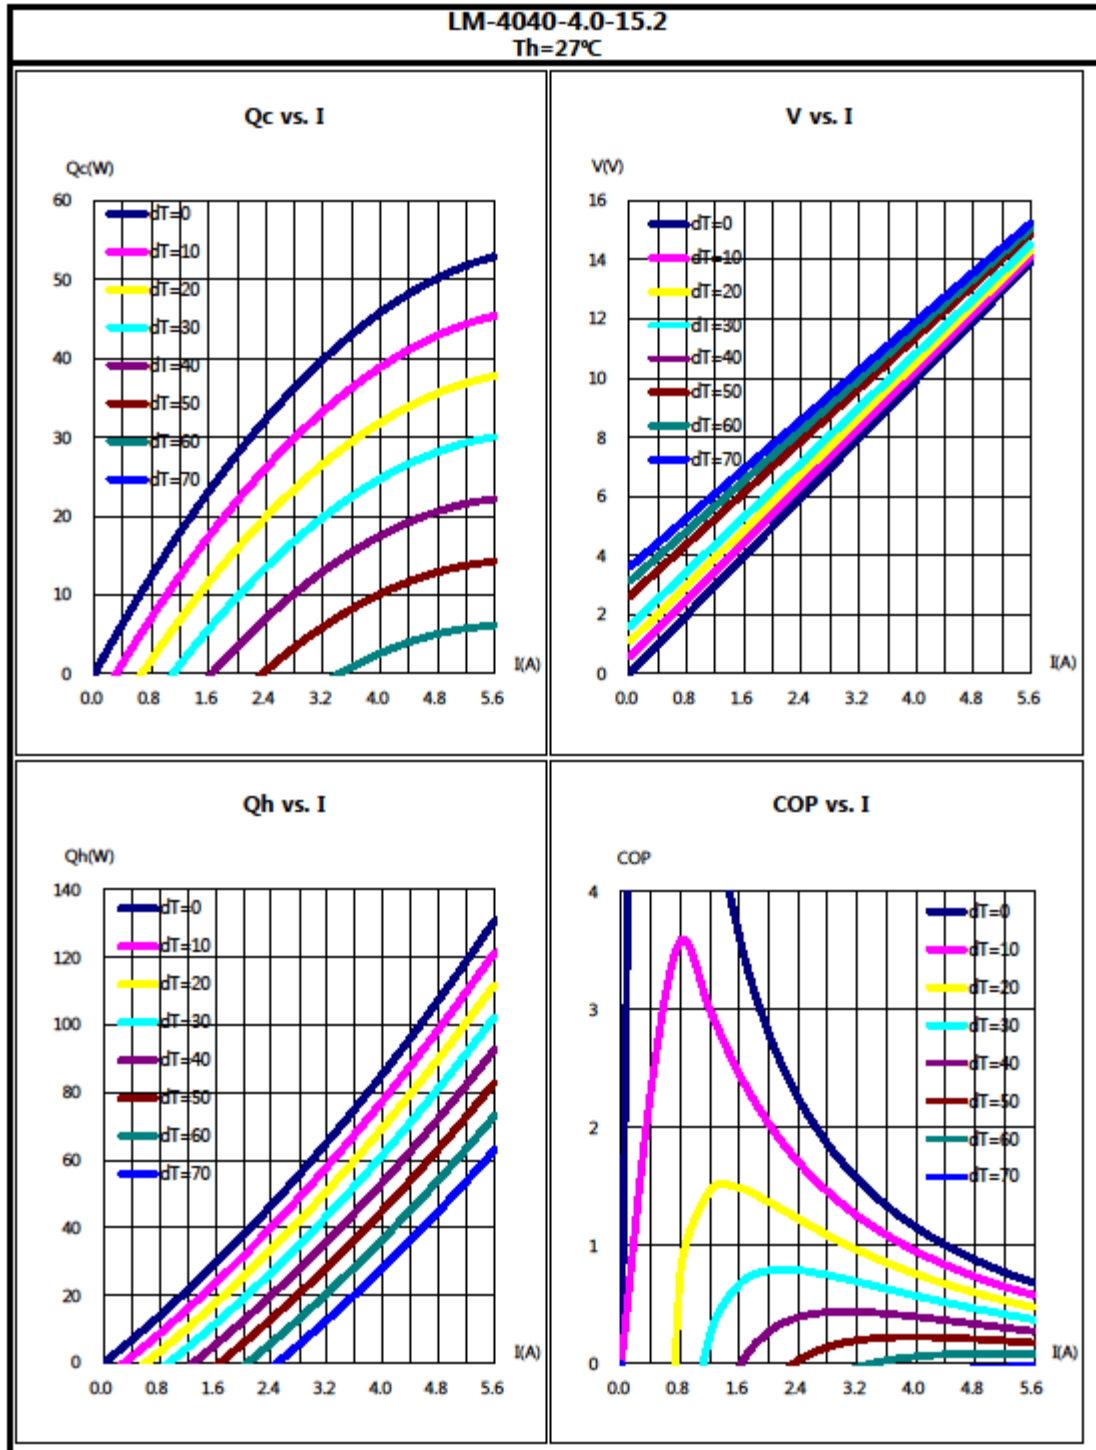 LM-4040-4.0-15.2
Th=27℃
Qc vs. I
Qc(W)
60
50
40
30
20
10
0
dT=0
dT=10
dT=20
dT=30
dT=40
dT=50
dT=60
dT=70
I(A)
0.0 0.8 1.6 2.4 3.2 4.0 4.8 5.6
V vs. I
V(V)
16
14
12
10
8
6
4
2
0
dT=0
dT=10
dT=20
dT=30
dT=40
dT=50
dT=60
dT=70
I(A)
0.0 0.8 1.6 2.4 3.2 4.0 4.8 5.6
Qh vs. I
Qh(W)
140
120
100
80
60
40
20
0
dT=0
dT=10
dT=20
dT=30
dT=40
dT=50
dT=60
dT=70
I(A)
0.0 0.8 1.6 2.4 3.2 4.0 4.8 5.6
COP vs. I
COP
4
3
2
1
0
dT=0
dT=10
dT=20
dT=30
dT=40
dT=50
dT=60
dT=70
I(A)
0.0 0.8 1.6 2.4 3.2 4.0 4.8 5.6